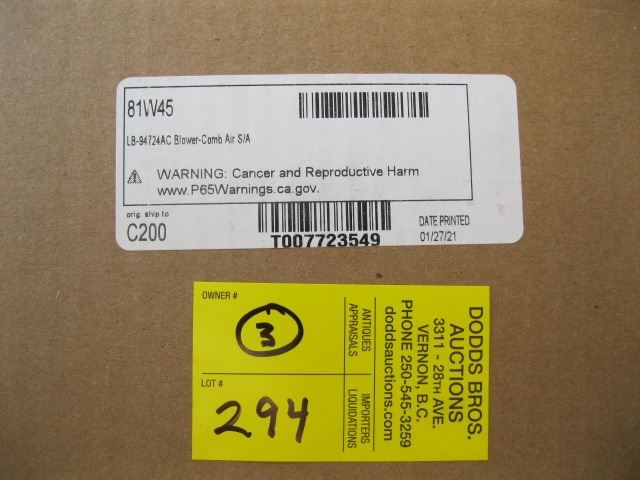 81W45
LB-94724AC Blower-Comb Air S/A
WARNING: Cancer and Reproductive Harm
www.P65Warnings.ca.gov.
orig. ship to
C200
T007723549
DATE PRINTED
01/27/21
OWNER #
3
LOT #
294
ANTIQUES
APPRAISALS
IMPORTERS
LIQUIDATIONS
DODDS BROS.
AUCTIONS
3311 - 28TH AVE.
VERNON, B.C.
PHONE 250-545-3259
doddsauctions.com